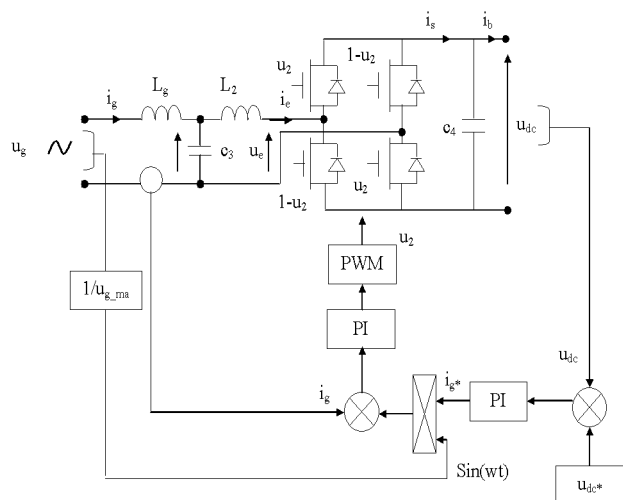 i_s i_b
u_2 1-u_2
i_g L_g L_2 i_e
u_g c_3 u_e c_4 u_dc
1-u_2 u_2
u_2
PWM
1/u_g_ma
PI
u_dc
i_g i_g* PI
Sin(wt)
u_dc*